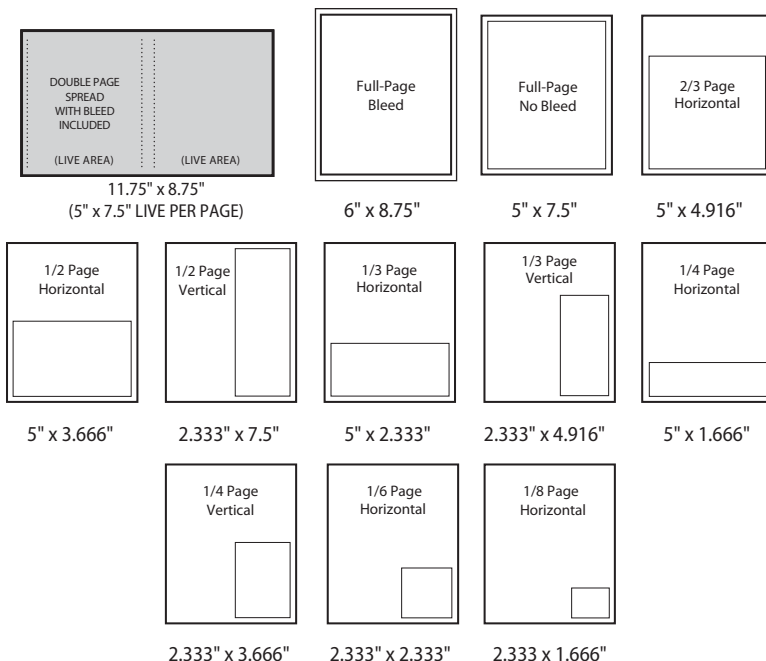 DOUBLE PAGE
SPREAD
WITH BLEED
INCLUDED
(LIVE AREA)
(LIVE AREA)
11.75" x 8.75"
(5" x 7.5" LIVE PER PAGE)
Full-Page
Bleed
6" x 8.75"
Full-Page
No Bleed
5" x 7.5"
2/3 Page
Horizontal
5" x 4.916"
1/2 Page
Horizontal
5" x 3.666"
1/2 Page
Vertical
2.333" x 7.5"
1/3 Page
Horizontal
5" x 2.333"
1/3 Page
Vertical
2.333" x 4.916"
1/4 Page
Horizontal
5" x 1.666"
1/4 Page
Vertical
2.333" x 3.666"
1/6 Page
Horizontal
2.333" x 2.333"
1/8 Page
Horizontal
2.333 x 1.666"